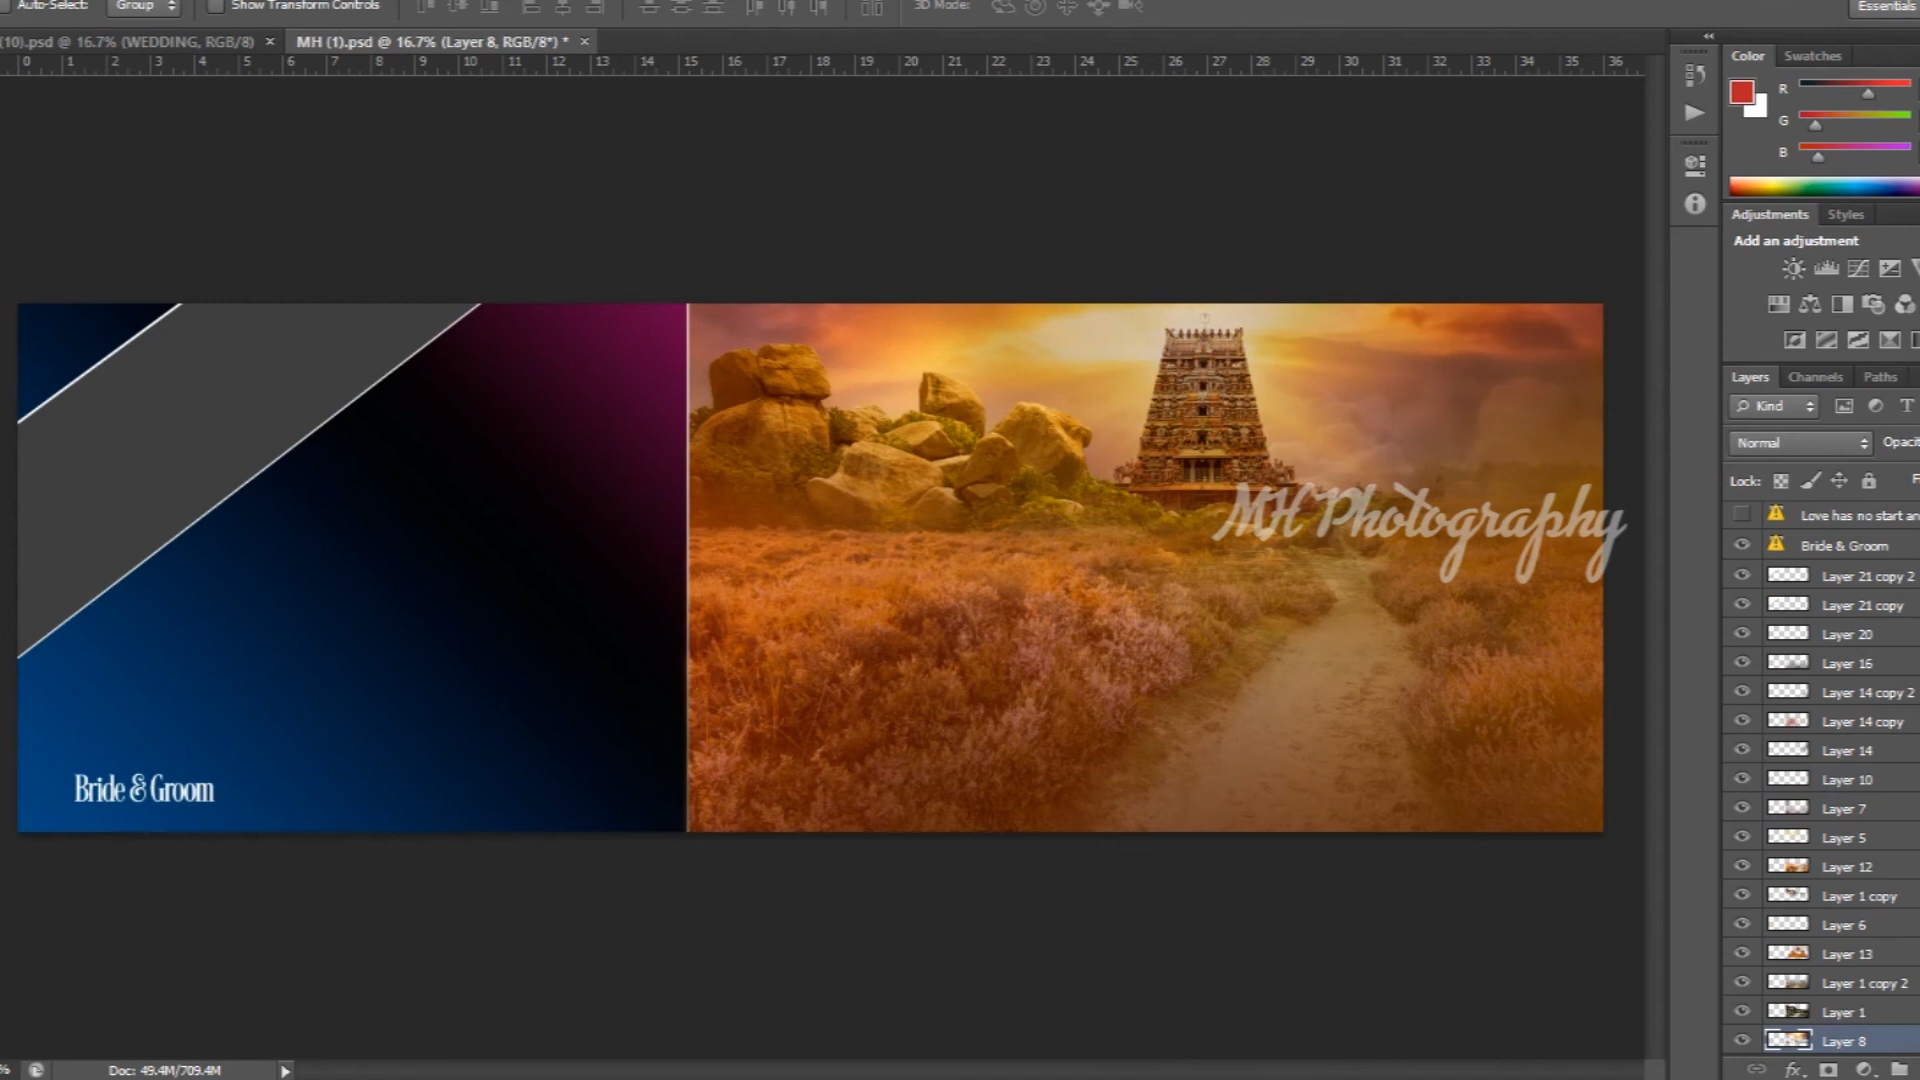 Auto-Select: Group Show Transform Controls 3D Mode: Essentials
(10).psd @ 16.7% (WEDDING, RGB/8) × MH (1).psd @ 16.7% (Layer 8, RGB/8*) * ×
0 1 2 3 4 5 6 7 8 9 10 11 12 13 14 15 16 17 18 19 20 21 22 23 24 25 26 27 28 29 30 31 32 33 34 35 36
Color Swatches
R
G
B
Adjustments Styles
Add an adjustment
Layers Channels Paths
Kind
Normal
Lock:
Love has no start an
Bride & Groom
Layer 21 copy 2
Layer 21 copy
Layer 20
Layer 16
Layer 14 copy 2
Layer 14 copy
Layer 14
Layer 10
Layer 7
Layer 5
Layer 12
Layer 1 copy
Layer 6
Layer 13
Layer 1 copy 2
Layer 1
Layer 8
fx
MH Photography
Bride & Groom
% Doc: 49.4M/709.4M